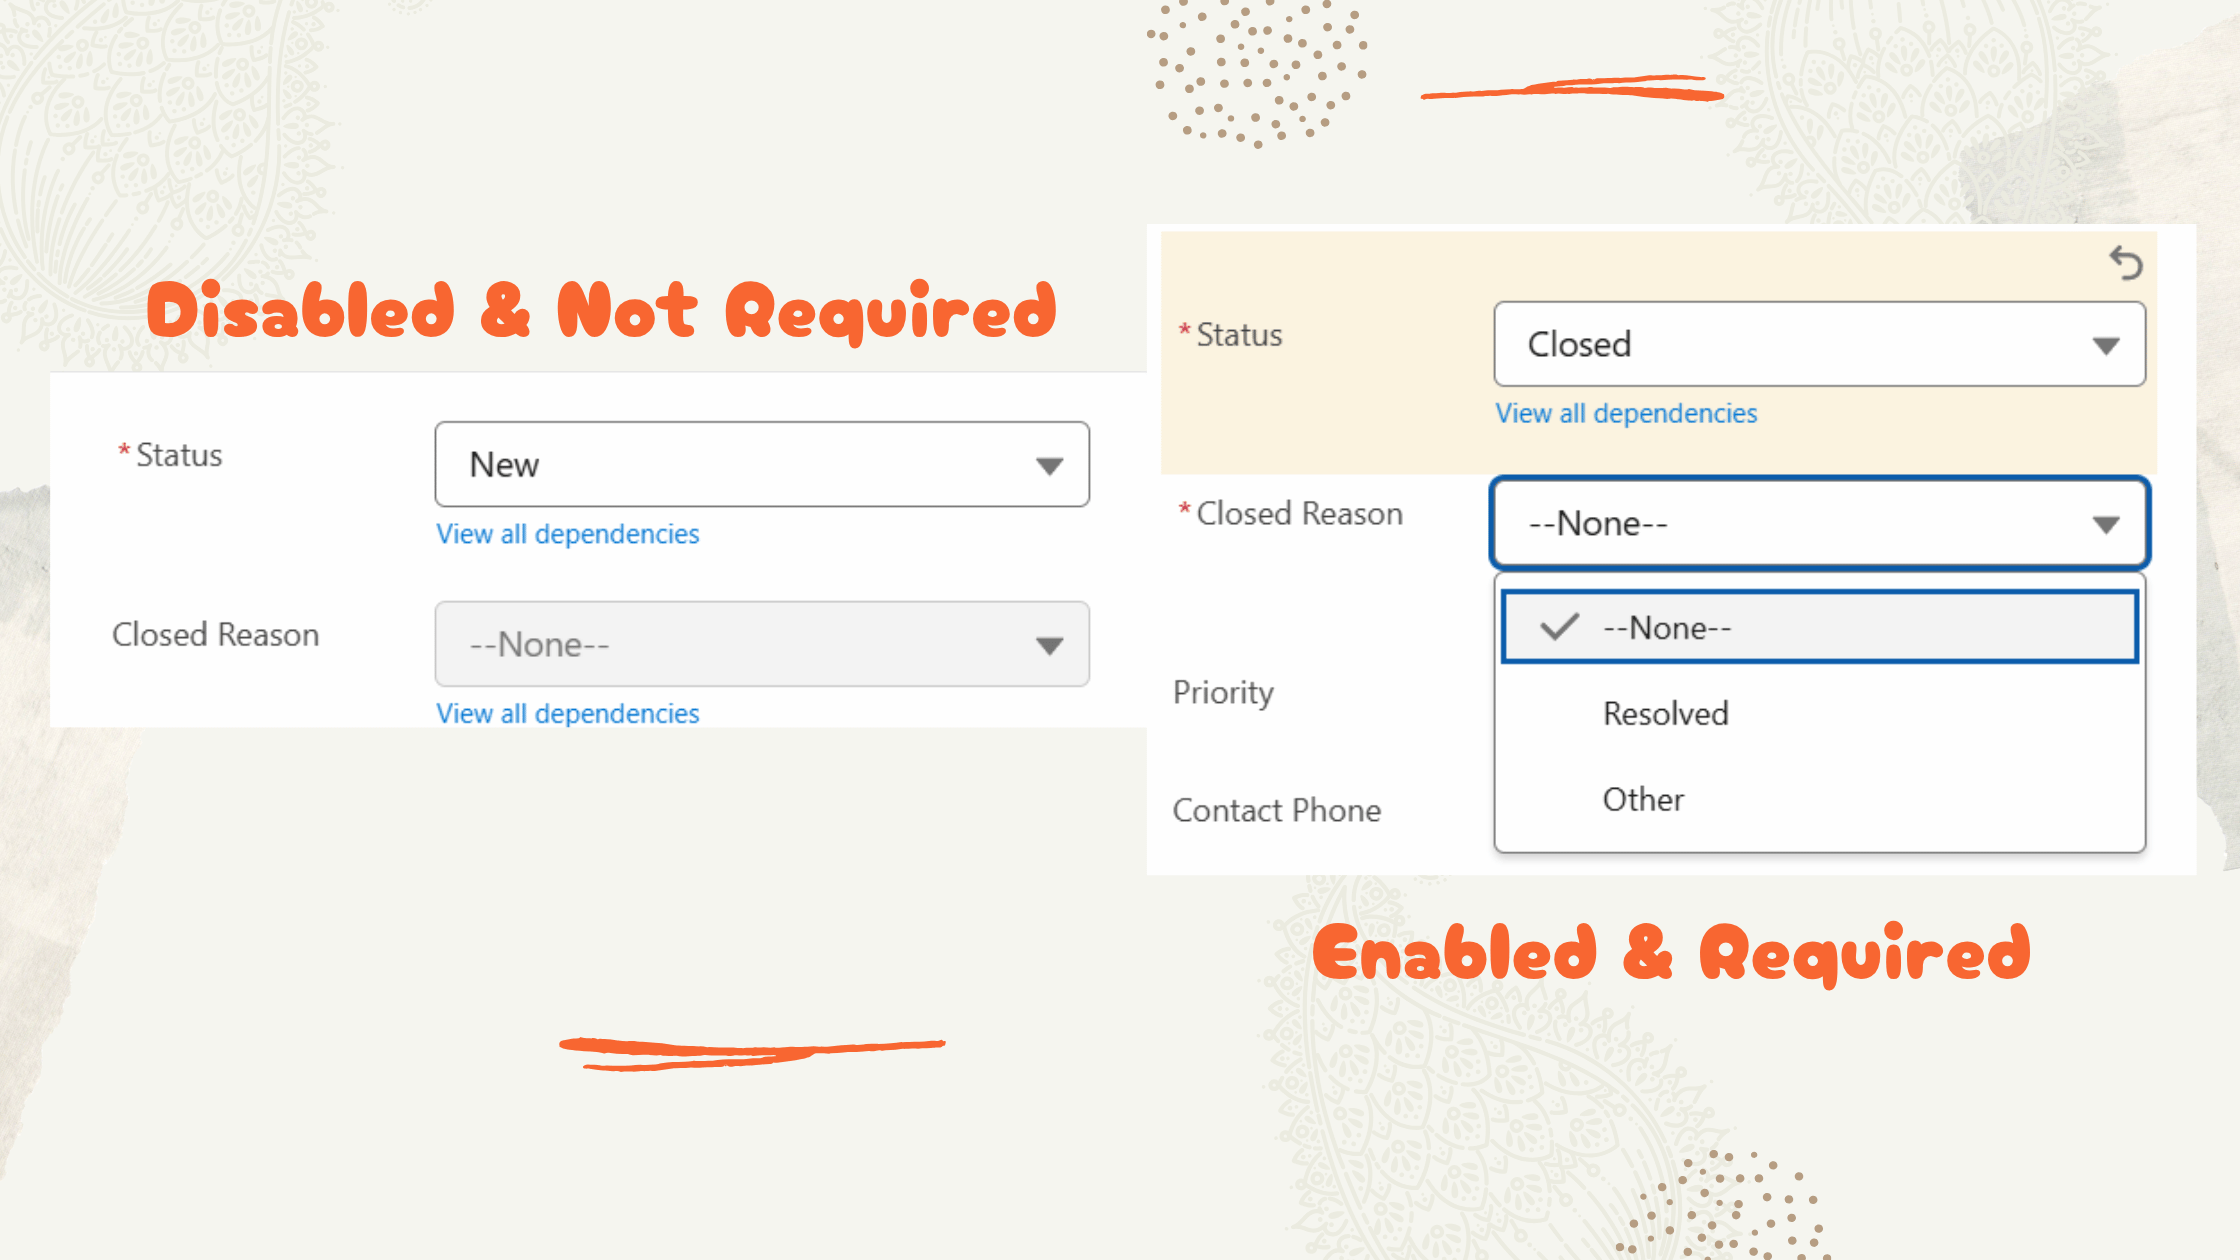 Disabled & Not Required
* Status
New
View all dependencies
Closed Reason
--None--
View all dependencies
* Status
Closed
View all dependencies
* Closed Reason
--None--
--None--
Resolved
Other
Priority
Contact Phone
Enabled & Required